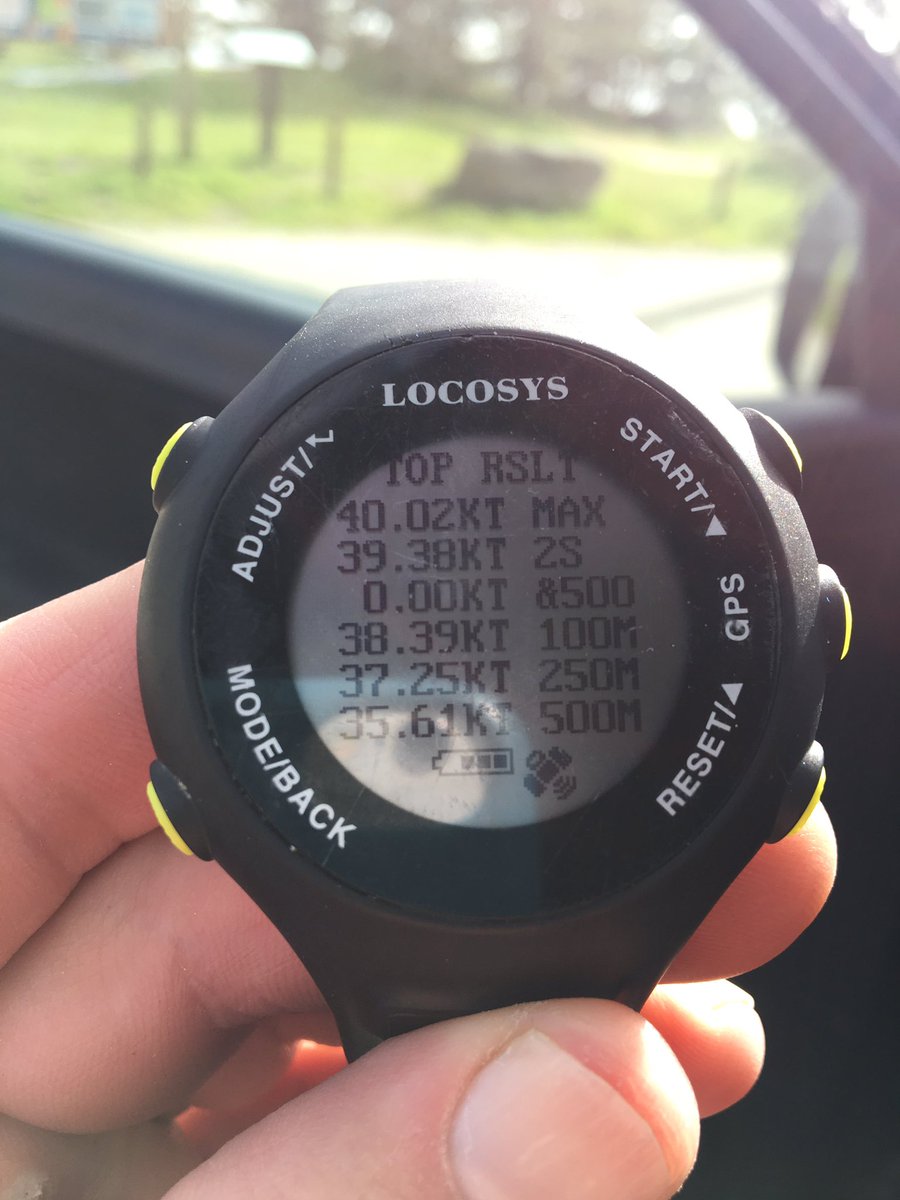 LOCOSYS
ADJUST/↖
START/▼
TOP RSLT
40.02KT MAX
39.38KT 2S
0.00KT &500
38.39KT 100M
37.25KT 250M
35.61KT 500M
GPS
MODE/BACK
RESET/▲